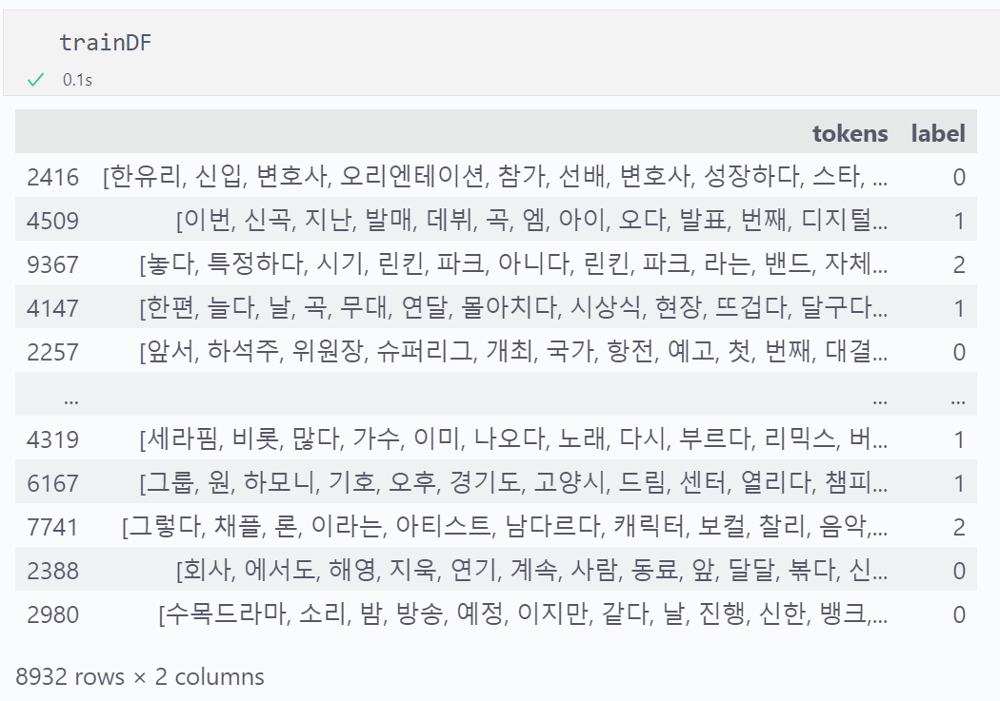 trainDF
0.1s
tokens label
2416 [한유리, 신입, 변호사, 오리엔테이션, 참가, 선배, 변호사, 성장하다, 스타, ... 0
4509 [이번, 신곡, 지난, 발매, 데뷔, 곡, 엠, 아이, 오다, 발표, 번째, 디지털... 1
9367 [놓다, 특정하다, 시기, 린킨, 파크, 아니다, 린킨, 파크, 라는, 밴드, 자체... 2
4147 [한편, 늘다, 날, 곡, 무대, 연달, 몰아치다, 시상식, 현장, 뜨겁다, 달구다... 1
2257 [앞서, 하석주, 위원장, 슈퍼리그, 개최, 국가, 항전, 예고, 첫, 번째, 대결... 0
... ... ...
4319 [세라핌, 비롯, 많다, 가수, 이미, 나오다, 노래, 다시, 부르다, 리믹스, 버... 1
6167 [그룹, 원, 하모니, 기호, 오후, 경기도, 고양시, 드림, 센터, 열리다, 챔피... 1
7741 [그렇다, 채플, 론, 이라는, 아티스트, 남다르다, 캐릭터, 보컬, 찰리, 음악,... 2
2388 [회사, 에서도, 해영, 지욱, 연기, 계속, 사람, 동료, 앞, 달달, 볶다, 신... 0
2980 [수목드라마, 소리, 밤, 방송, 예정, 이지만, 같다, 날, 진행, 신한, 뱅크,... 0
8932 rows × 2 columns